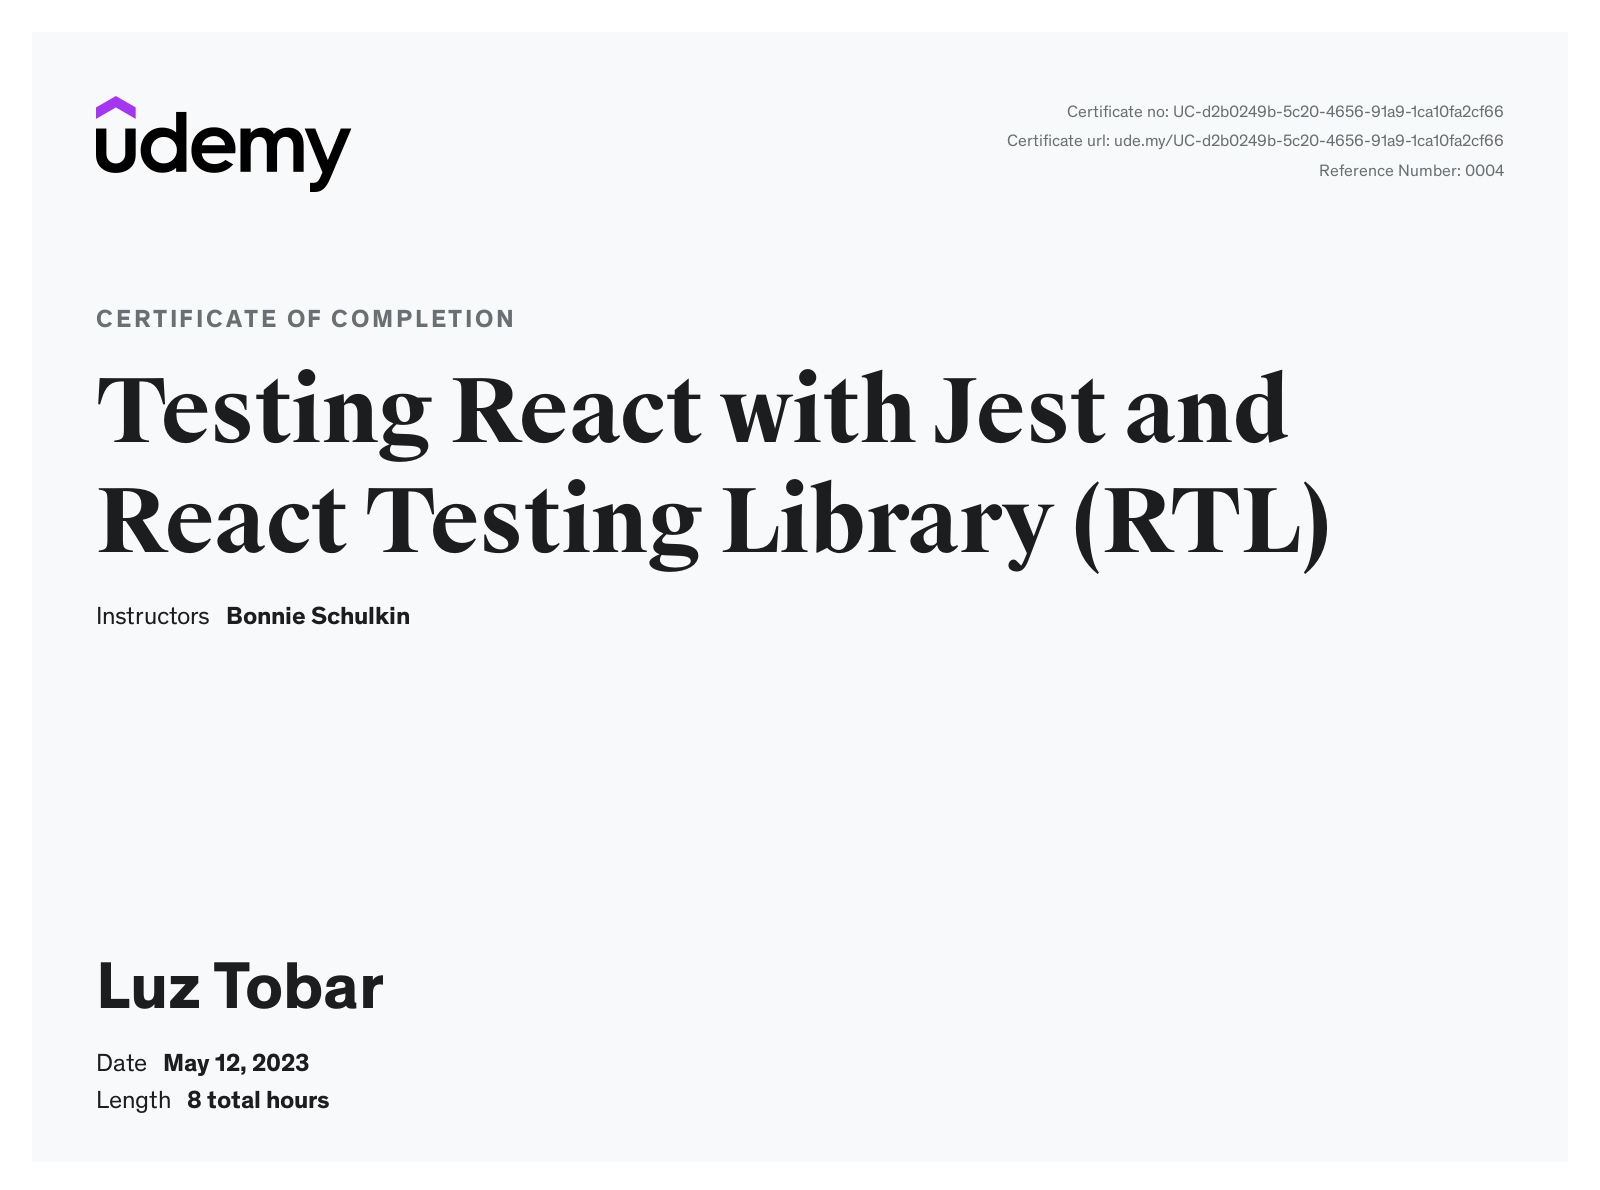 udemy
Certificate no: UC-d2b0249b-5c20-4656-91a9-1ca10fa2cf66
Certificate url: ude.my/UC-d2b0249b-5c20-4656-91a9-1ca10fa2cf66
Reference Number: 0004
CERTIFICATE OF COMPLETION
Testing React with Jest and
React Testing Library (RTL)
Instructors Bonnie Schulkin
Luz Tobar
Date May 12, 2023
Length 8 total hours